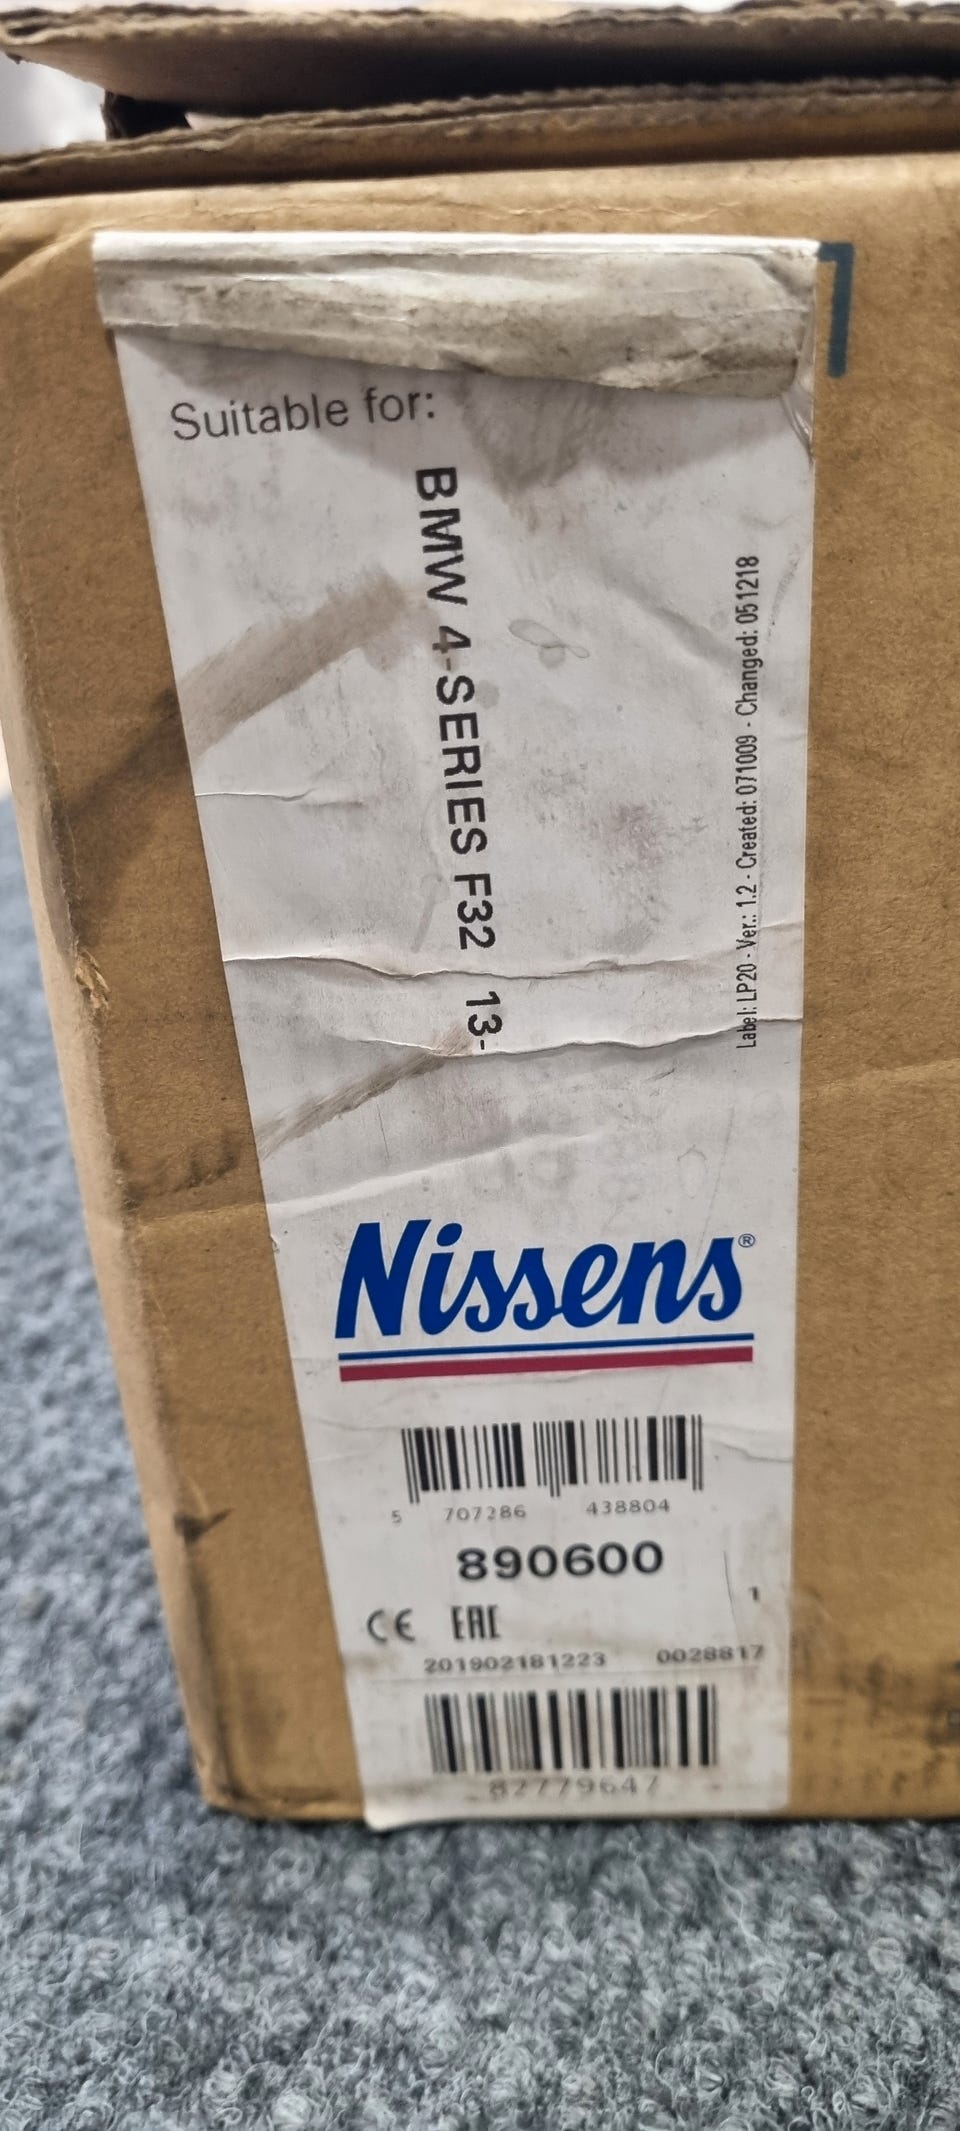 Suitable for:
BMW 4-SERIES F32 13-
Label: LP20 - Ver.: 1.2 - Created: 071009 - Changed: 051218
Nissens®
5 707286 438804
890600
1
CE EAC
201902181223 0028817
82779647